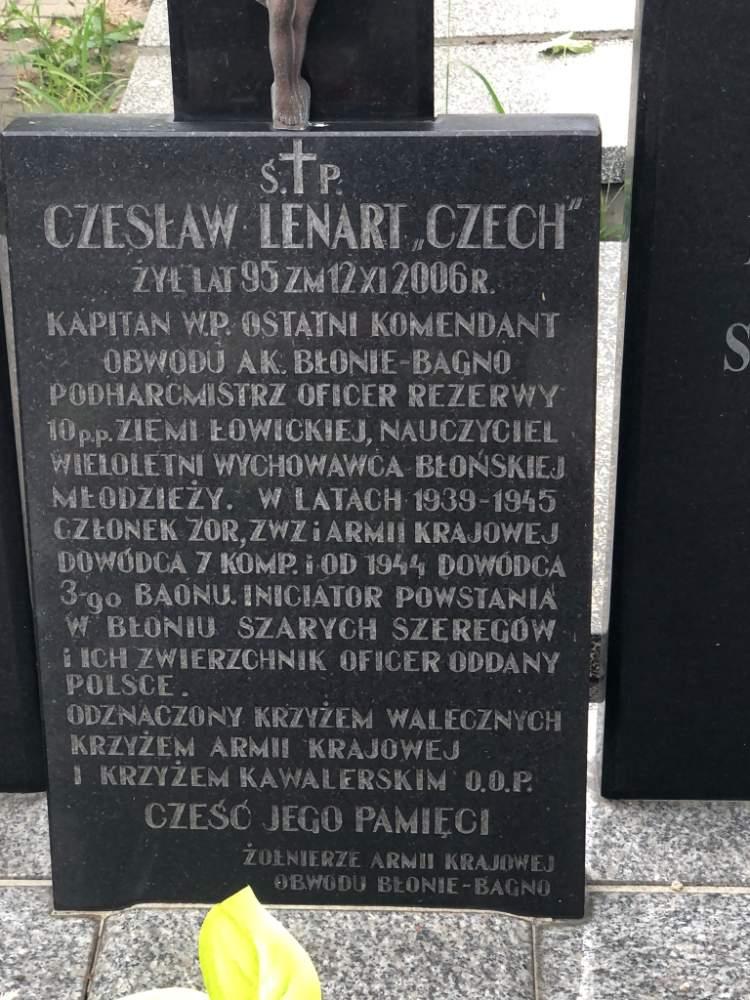 Ś.†P.
CZESŁAW LENART „CZECH”
ŻYŁ LAT 95 ZM 12 XI 2006 R.
KAPITAN W.P. OSTATNI KOMENDANT
OBWODU A.K. BŁONIE-BAGNO
PODHARCMISTRZ OFICER REZERWY
10 p.p. ZIEMI ŁOWICKIEJ, NAUCZYCIEL
WIELOLETNI WYCHOWAWCA BŁOŃSKIEJ
MŁODZIEŻY. W LATACH 1939-1945
CZŁONEK ZOR, ZWZ i ARMII KRAJOWEJ
DOWÓDCA 7 KOMP. i OD 1944 DOWÓDCA
3-go BAONU. INICIATOR POWSTANIA
W BŁONIU SZARYCH SZEREGÓW
i ICH ZWIERZCHNIK OFICER ODDANY
POLSCE.
ODZNACZONY KRZYŻEM WALECZNYCH
KRZYŻEM ARMII KRAJOWEJ
I KRZYŻEM KAWALERSKIM O.O.P.
CZEŚĆ JEGO PAMIĘCI
ŻOŁNIERZE ARMII KRAJOWEJ
OBWODU BŁONIE-BAGNO
S